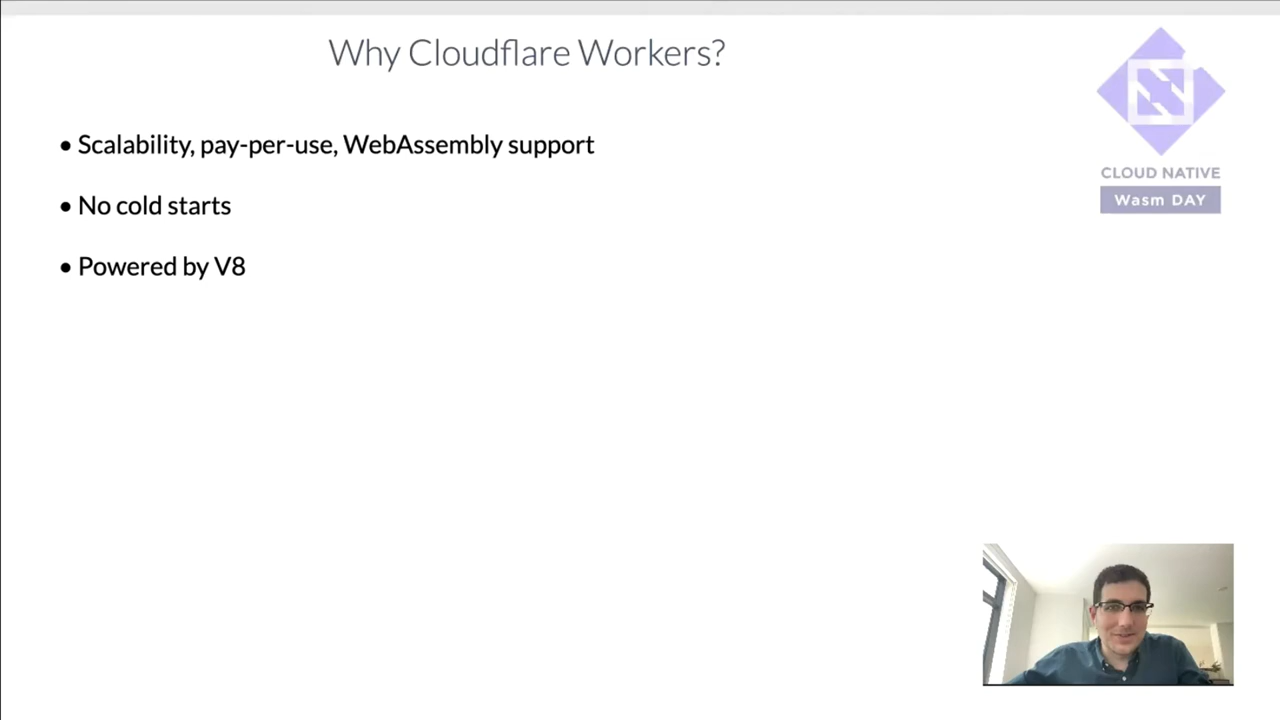 Why Cloudflare Workers?
• Scalability, pay-per-use, WebAssembly support
• No cold starts
• Powered by V8
CLOUD NATIVE
Wasm DAY